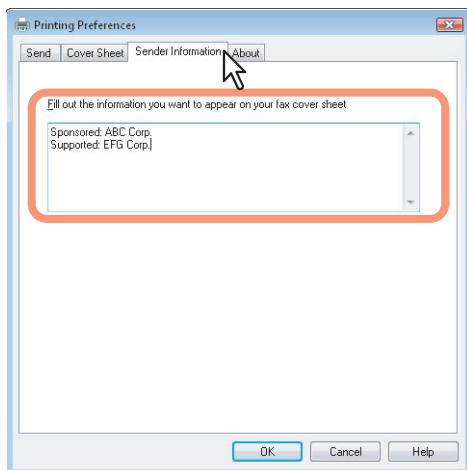 Printing Preferences
Send Cover Sheet Sender Information About
Fill out the information you want to appear on your fax cover sheet
Sponsored: ABC Corp.
Supported: EFG Corp.
OK Cancel Help